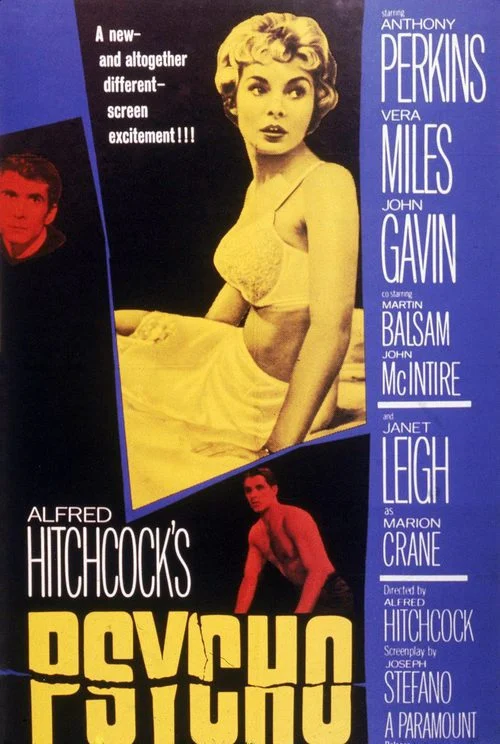 A new–
and altogether
different–
screen
excitement!!!
starring
ANTHONY
PERKINS
VERA
MILES
JOHN
GAVIN
co starring
MARTIN
BALSAM
JOHN
McINTIRE
and
JANET
LEIGH
as
MARION
CRANE
Directed by
ALFRED
HITCHCOCK
Screenplay by
JOSEPH
STEFANO
A PARAMOUNT
Release
ALFRED
HITCHCOCK'S
PSYCHO